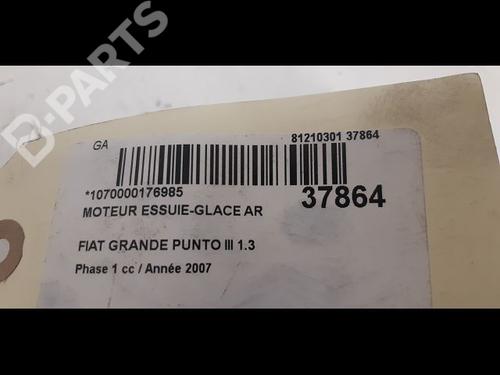 B-PARTS
GA
81210301 37864
*1070000176985
37864
MOTEUR ESSUIE-GLACE AR
FIAT GRANDE PUNTO III 1.3
Phase 1 cc / Année 2007